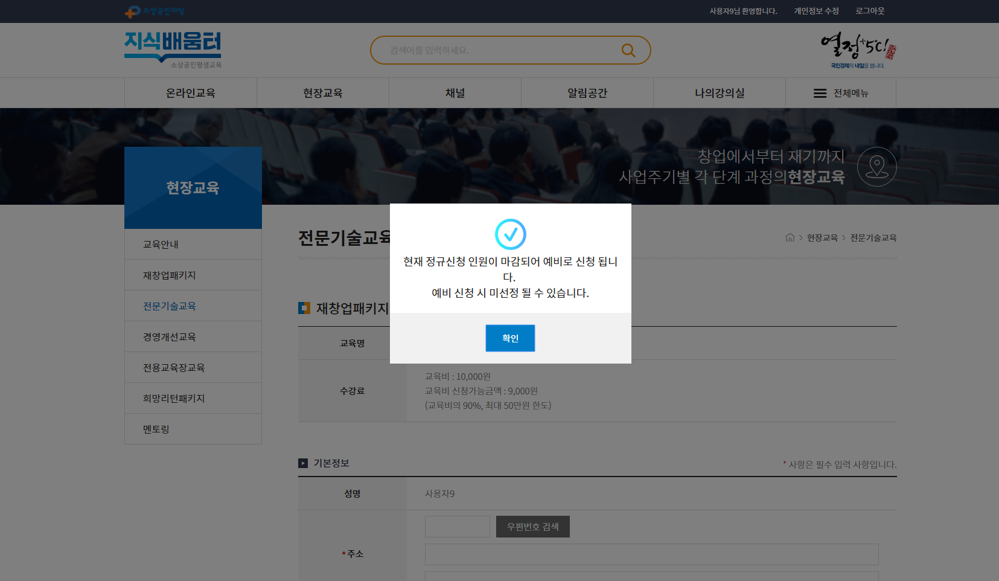 소상공인마당
사용자9님 환영합니다. 개인정보 수정 로그아웃
지식배움터
소상공인평생교육
검색어를 입력하세요.
열정+5℃!
국민경제의 내일을 봅니다.
온라인교육 현장교육 채널 알림공간 나의강의실 전체메뉴
창업에서부터 재기까지
사업주기별 각 단계 과정의현장교육
현장교육
교육안내
재창업패키지
전문기술교육
경영개선교육
전용교육장교육
희망리턴패키지
멘토링
전문기술교육
현장교육 > 전문기술교육
현재 정규신청 인원이 마감되어 예비로 신청 됩니
다.
예비 신청 시 미선정 될 수 있습니다.
확인
재창업패키지
교육명
수강료
교육비 : 10,000원
교육비 신청가능금액 : 9,000원
(교육비의 90%, 최대 50만원 한도)
기본정보
* 사항은 필수 입력 사항입니다.
성명 사용자9
우편번호 검색
* 주소